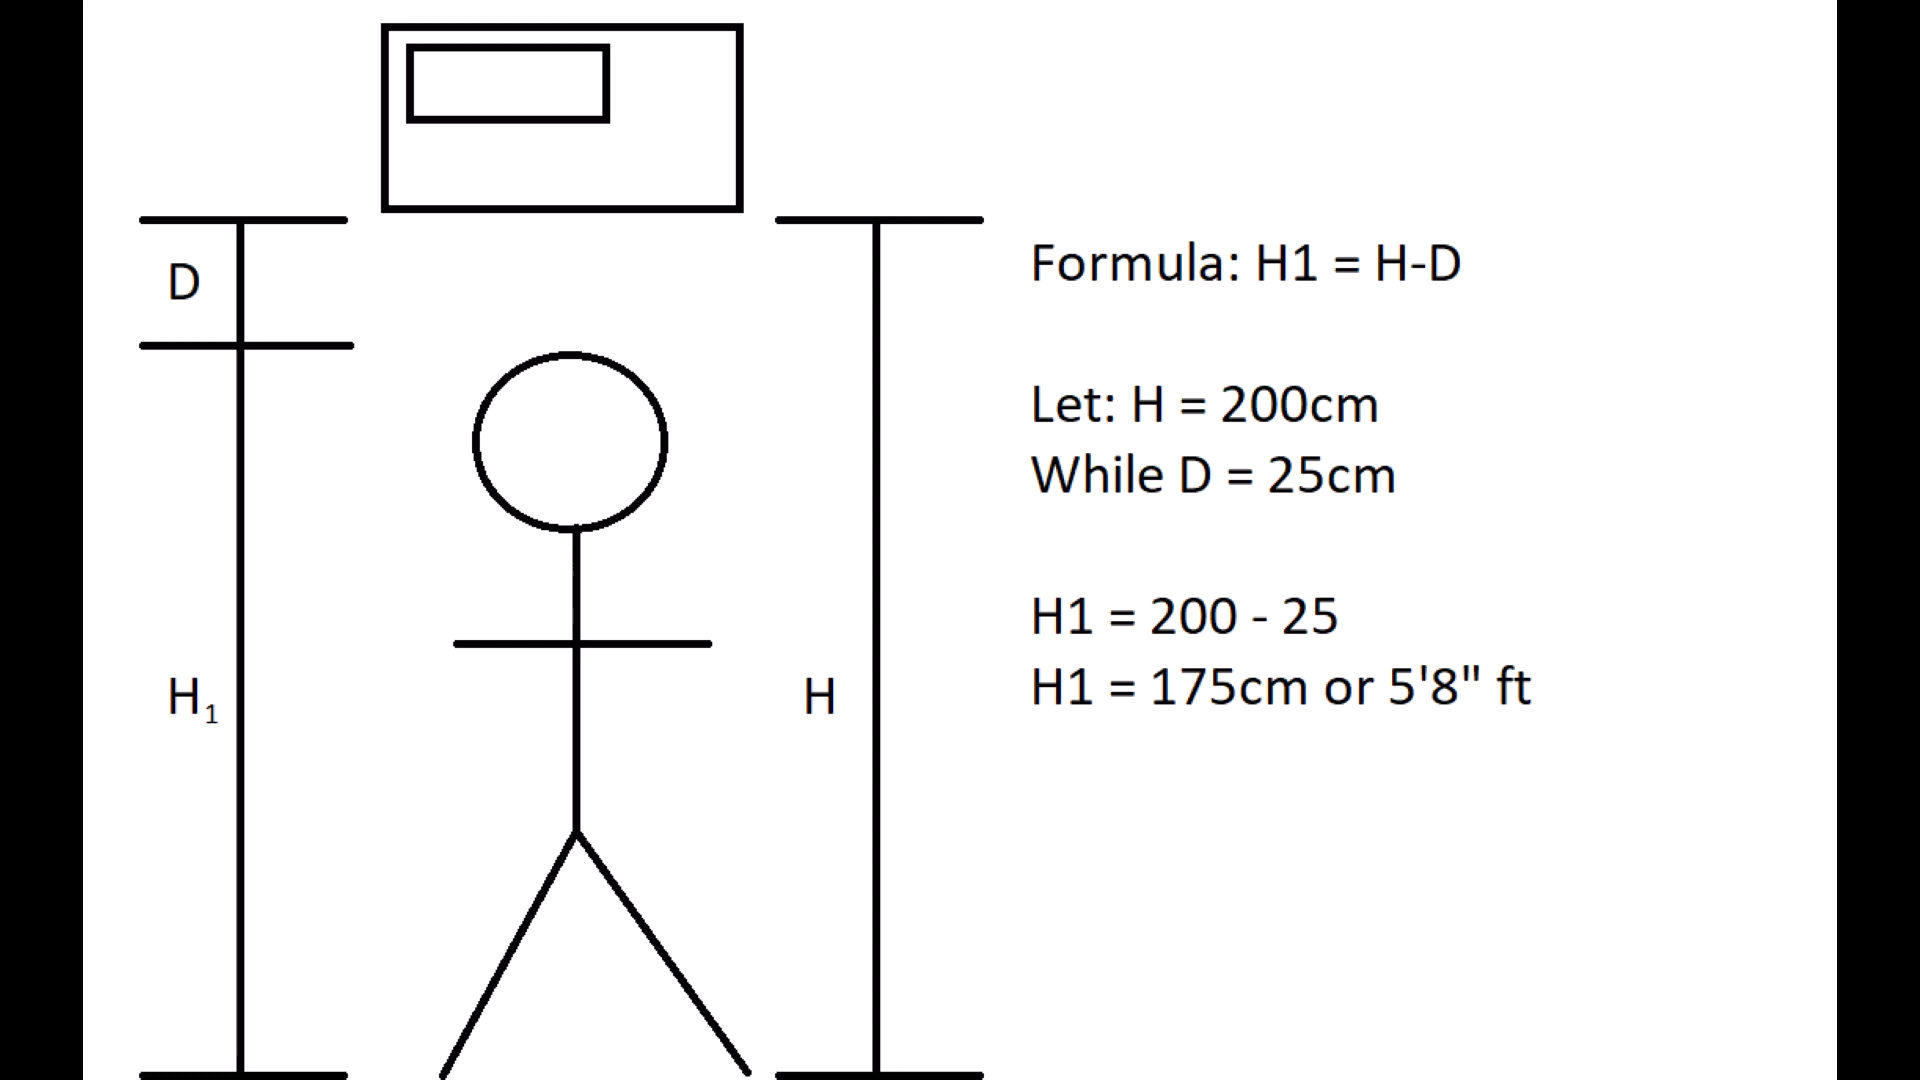 D
H₁
H
Formula: H1 = H-D
Let: H = 200cm
While D = 25cm
H1 = 200 - 25
H1 = 175cm or 5'8" ft